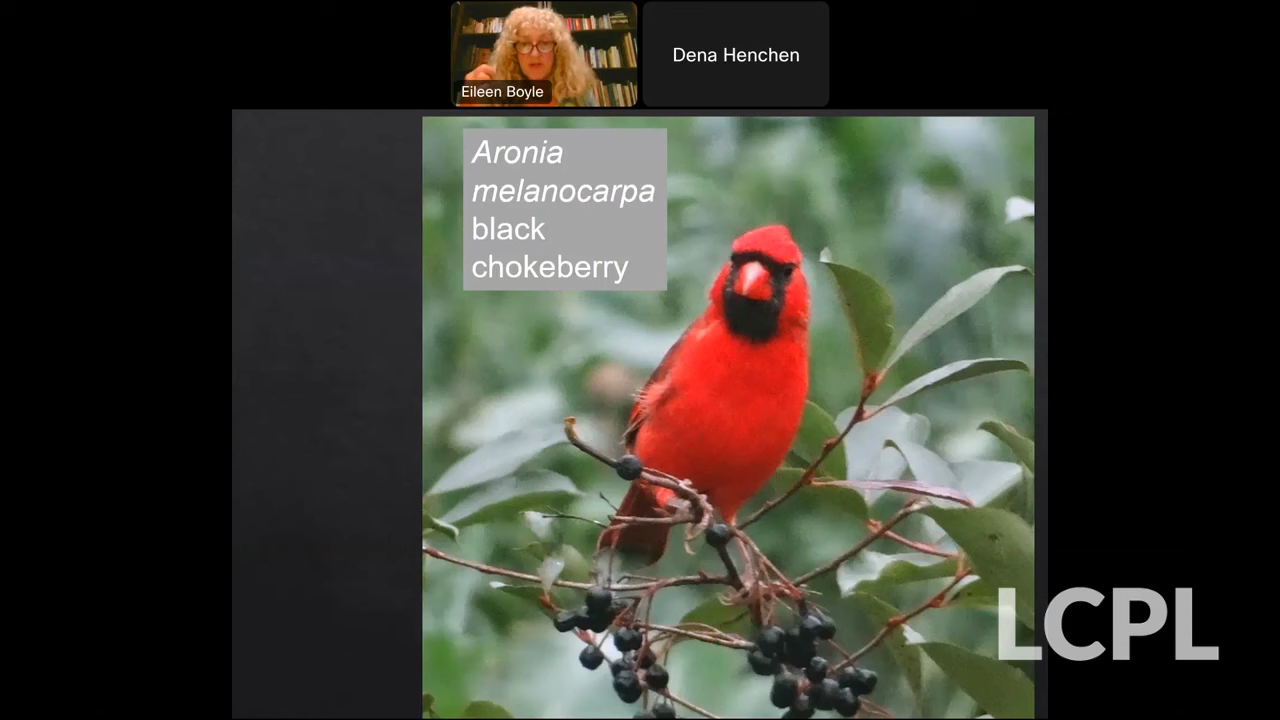 Dena Henchen
Eileen Boyle
Aronia
melanocarpa
black
chokeberry
LCPL